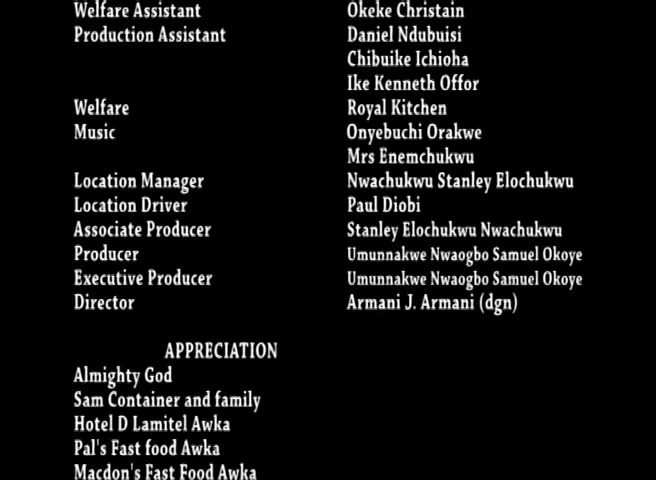 Welfare Assistant Okeke Christain
Production Assistant Daniel Ndubuisi
Chibuike Ichioha
Ike Kenneth Offor
Welfare Royal Kitchen
Music Onyebuchi Orakwe
Mrs Enemchukwu
Location Manager Nwachukwu Stanley Elochukwu
Location Driver Paul Diobi
Associate Producer Stanley Elochukwu Nwachukwu
Producer Umunnakwe Nwaogbo Samuel Okoye
Executive Producer Umunnakwe Nwaogbo Samuel Okoye
Director Armani J. Armani (dgn)
APPRECIATION
Almighty God
Sam Container and family
Hotel D Lamitel Awka
Pal's Fast food Awka
Macdon's Fast Food Awka